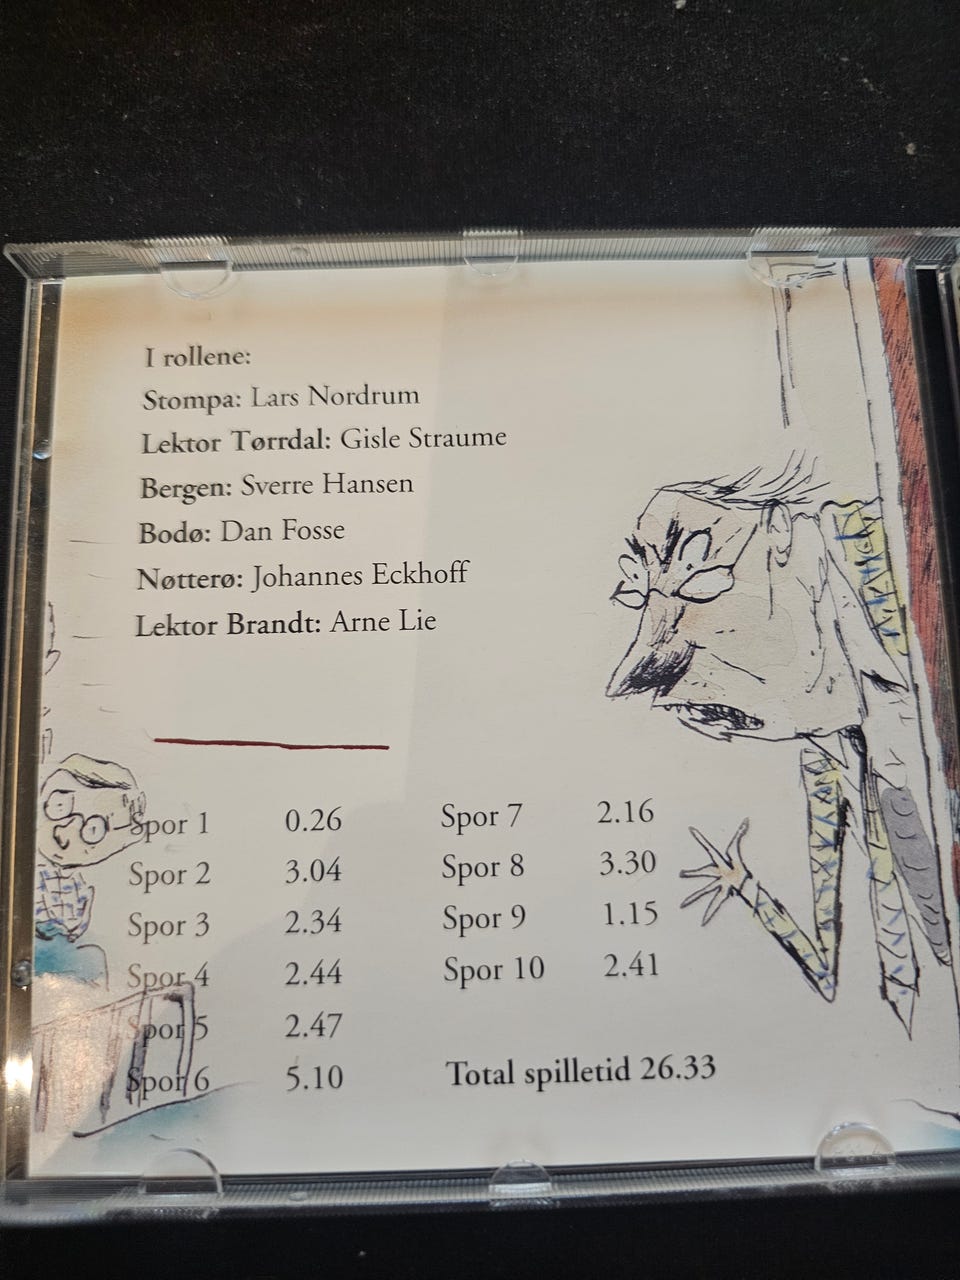 I rollene:
Stompa: Lars Nordrum
Lektor Tørrdal: Gisle Straume
Bergen: Sverre Hansen
Bodø: Dan Fosse
Nøtterø: Johannes Eckhoff
Lektor Brandt: Arne Lie
Spor 1 0.26
Spor 2 3.04
Spor 3 2.34
Spor 4 2.44
Spor 5 2.47
Spor 6 5.10
Spor 7 2.16
Spor 8 3.30
Spor 9 1.15
Spor 10 2.41
Total spilletid 26.33